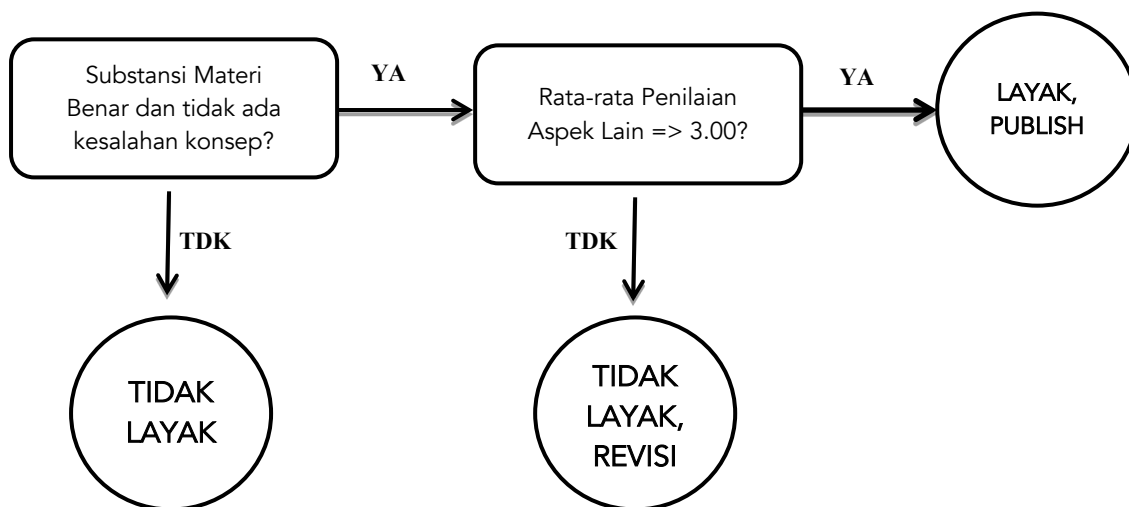 Substansi Materi
Benar dan tidak ada
kesalahan konsep?
YA
Rata-rata Penilaian
Aspek Lain => 3.00?
YA
LAYAK,
PUBLISH
TDK
TDK
TIDAK
LAYAK
TIDAK
LAYAK,
REVISI